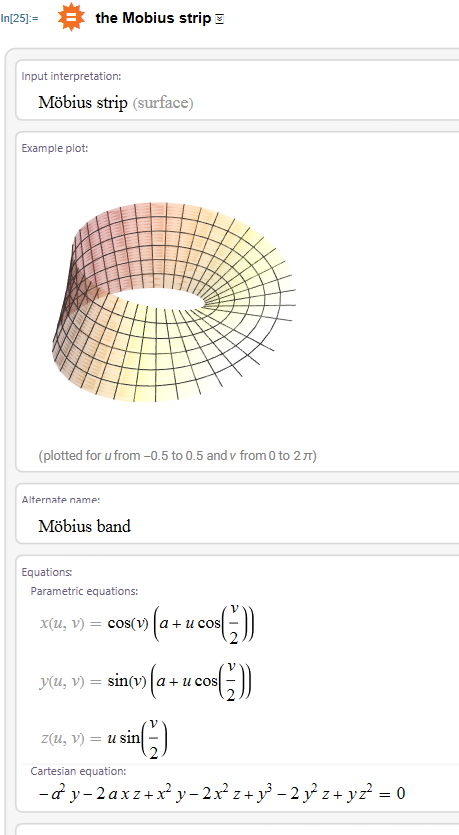 In[25]:= the Mobius strip
Input interpretation:
Möbius strip (surface)
Example plot:
(plotted for u from −0.5 to 0.5 and v from 0 to 2 π)
Alternate name:
Möbius band
Equations:
Parametric equations:
x(u, v) = cos(v) (a + u cos(v/2))
y(u, v) = sin(v) (a + u cos(v/2))
z(u, v) = u sin(v/2)
Cartesian equation:
−a² y − 2 a x z + x² y − 2 x² z + y³ − 2 y² z + y z² = 0